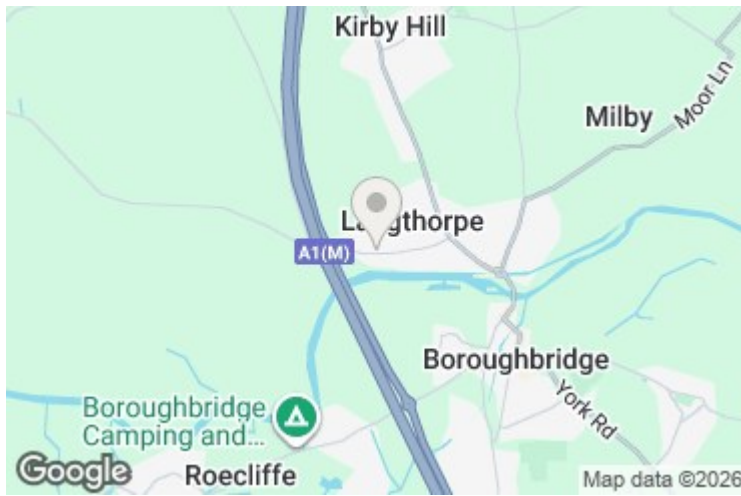 Kirby Hill
Milby
Moor Ln
Langthorpe
A1(M)
Boroughbridge
York Rd
Boroughbridge
Camping and...
Roecliffe
Google
Map data ©2026